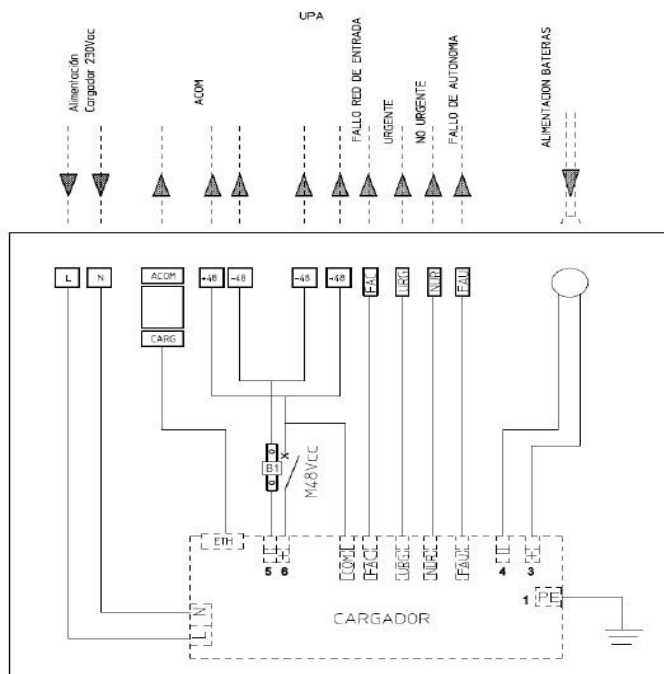 UPA
Alimentación
Cargador 230Vac
ACOM
FALLO RED DE ENTRADA
URGENTE
NO URGENTE
FALLO DE AUTONOMIA
ALIMENTACION BATERIAS
L
N
ACOM
CARG
+48
-48
-48
+48
FAC
URG
NUR
FAU
B1
M48VCC
ETH
-
+
5
6
COM
FAC
URG
NUR
FAU
-
+
4
3
1
PE
N
L
CARGADOR